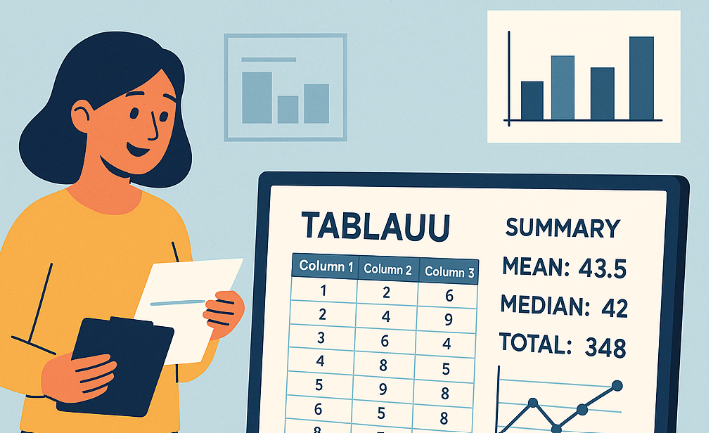 TABLAUU
Column 1 Column 2 Column 3
1 2 6
2 4 9
3 6 4
4 8 5
5 9 8
6 5 8
SUMMARY
MEAN: 43.5
MEDIAN: 42
TOTAL: 348